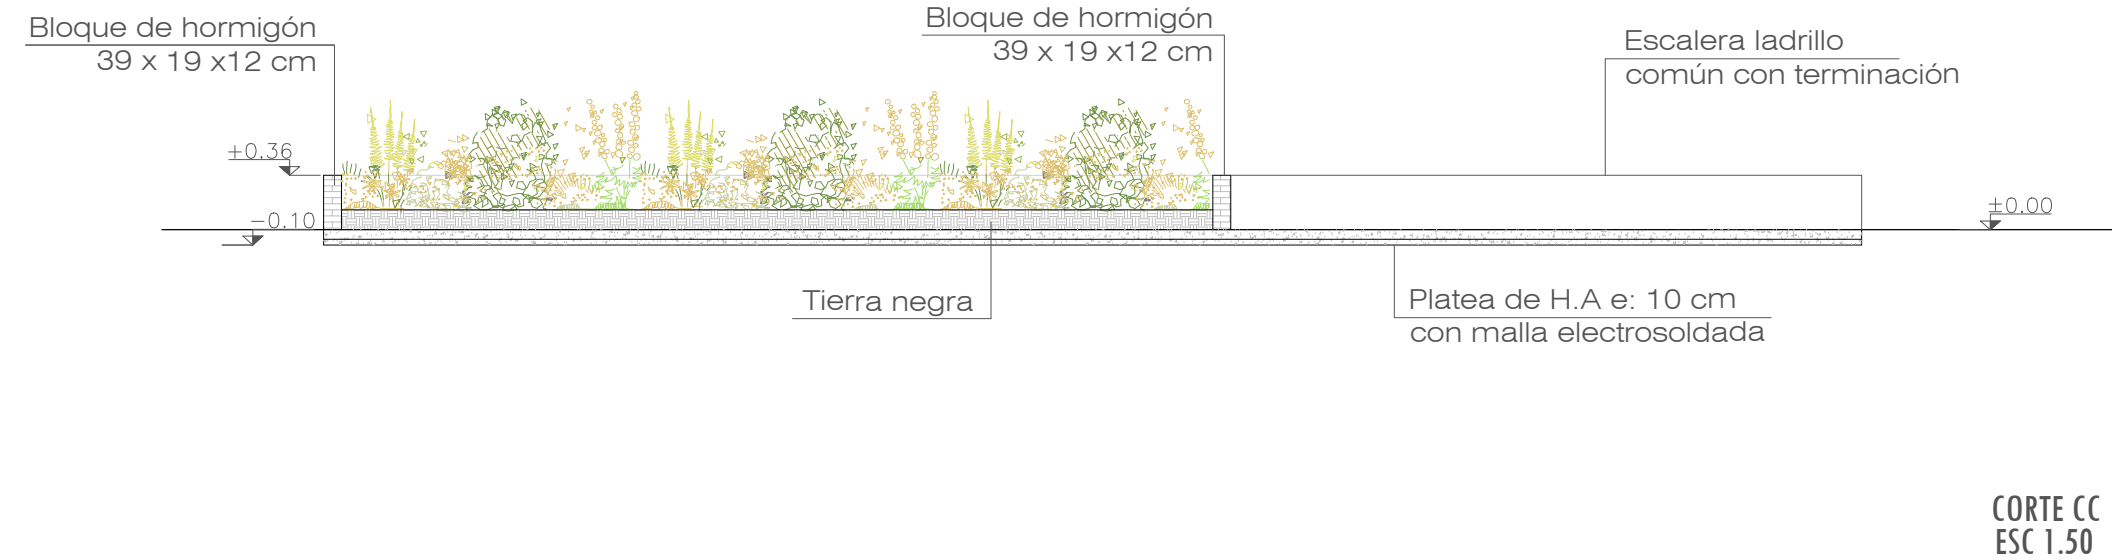 Bloque de hormigón
39 x 19 x12 cm
Bloque de hormigón
39 x 19 x12 cm
Escalera ladrillo
común con terminación
+0.36
-0.10
±0.00
Tierra negra
Platea de H.A e: 10 cm
con malla electrosoldada
CORTE CC
ESC 1.50